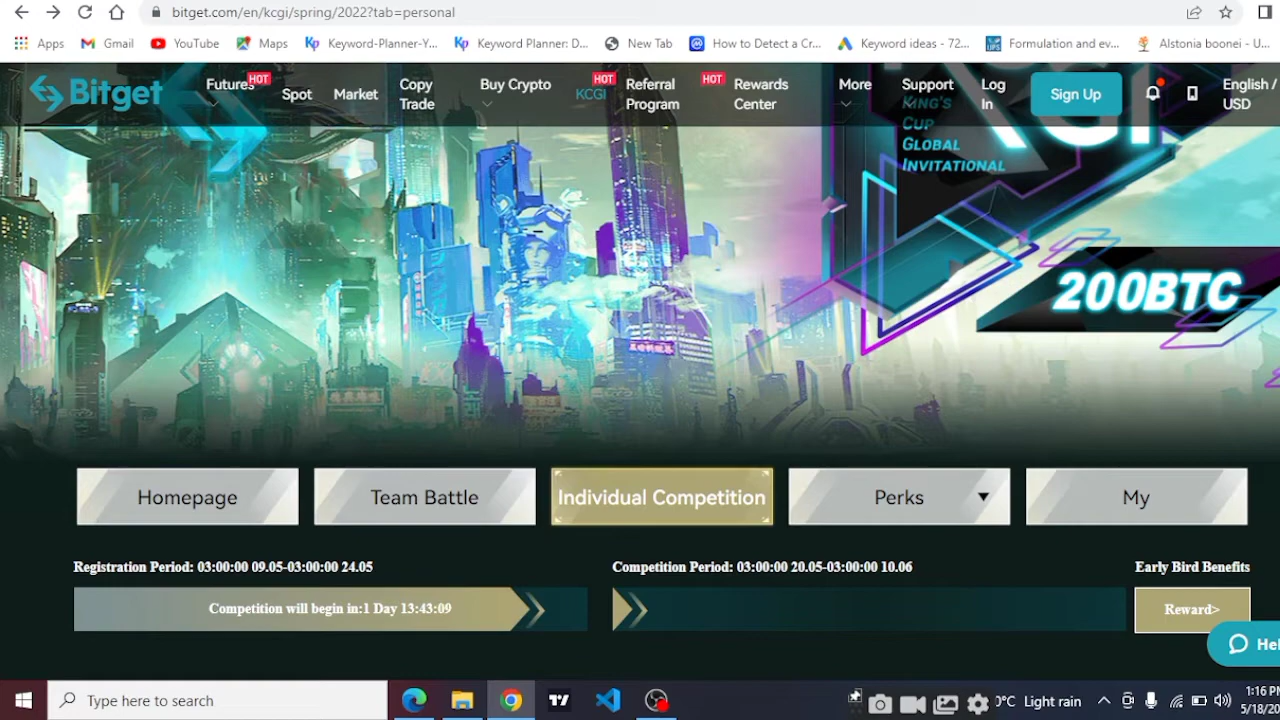 bitget.com/en/kcgi/spring/2022?tab=personal
Apps Gmail YouTube Maps Keyword-Planner-Y... Keyword Planner: D... New Tab How to Detect a Cr... Keyword ideas - 72... Formulation and ev... Alstonia boonei - U...
Bitget Futures HOT Spot Market Copy Trade Buy Crypto KCGI HOT Referral Program HOT Rewards Center More Support Log In Sign Up English / USD
KING'S
CUP
GLOBAL
INVITATIONAL
200BTC
Homepage Team Battle Individual Competition Perks My
Registration Period: 03:00:00 09.05-03:00:00 24.05 Competition Period: 03:00:00 20.05-03:00:00 10.06 Early Bird Benefits
Competition will begin in:1 Day 13:43:09 Reward>
Hel
Type here to search 0°C Light rain 1:16 PM
5/18/20